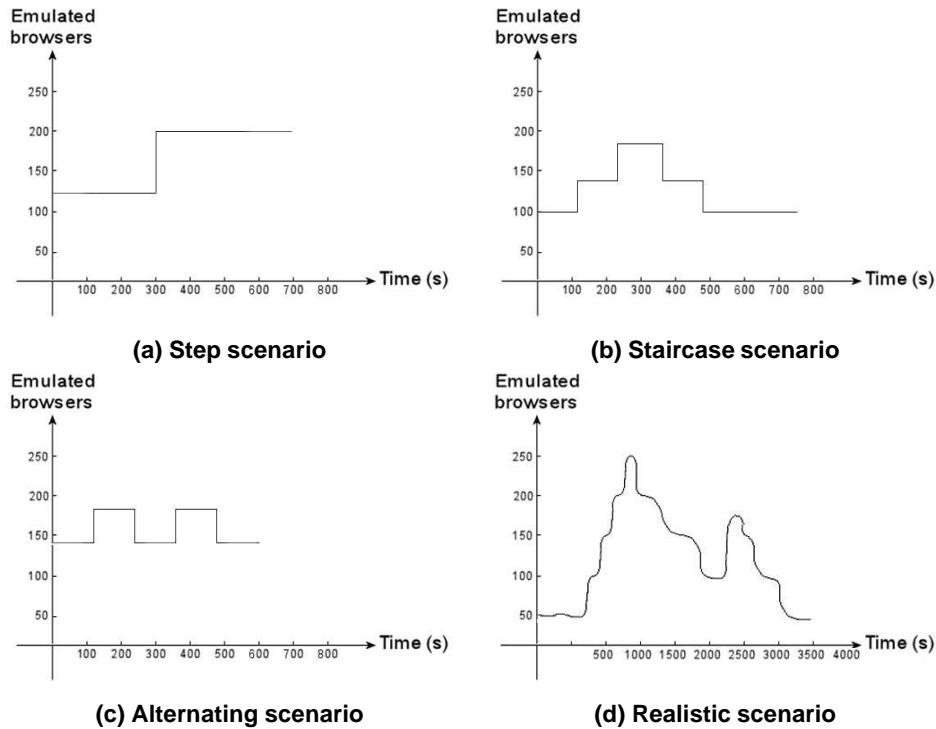 Emulated
browsers
250
200
150
100
50
100 200 300 400 500 600 700 800
Time (s)
(a) Step scenario
Emulated
browsers
250
200
150
100
50
100 200 300 400 500 600 700 800
Time (s)
(b) Staircase scenario
Emulated
browsers
250
200
150
100
50
100 200 300 400 500 600 700 800
Time (s)
(c) Alternating scenario
Emulated
browsers
250
200
150
100
50
500 1000 1500 2000 2500 3000 3500 4000
Time (s)
(d) Realistic scenario